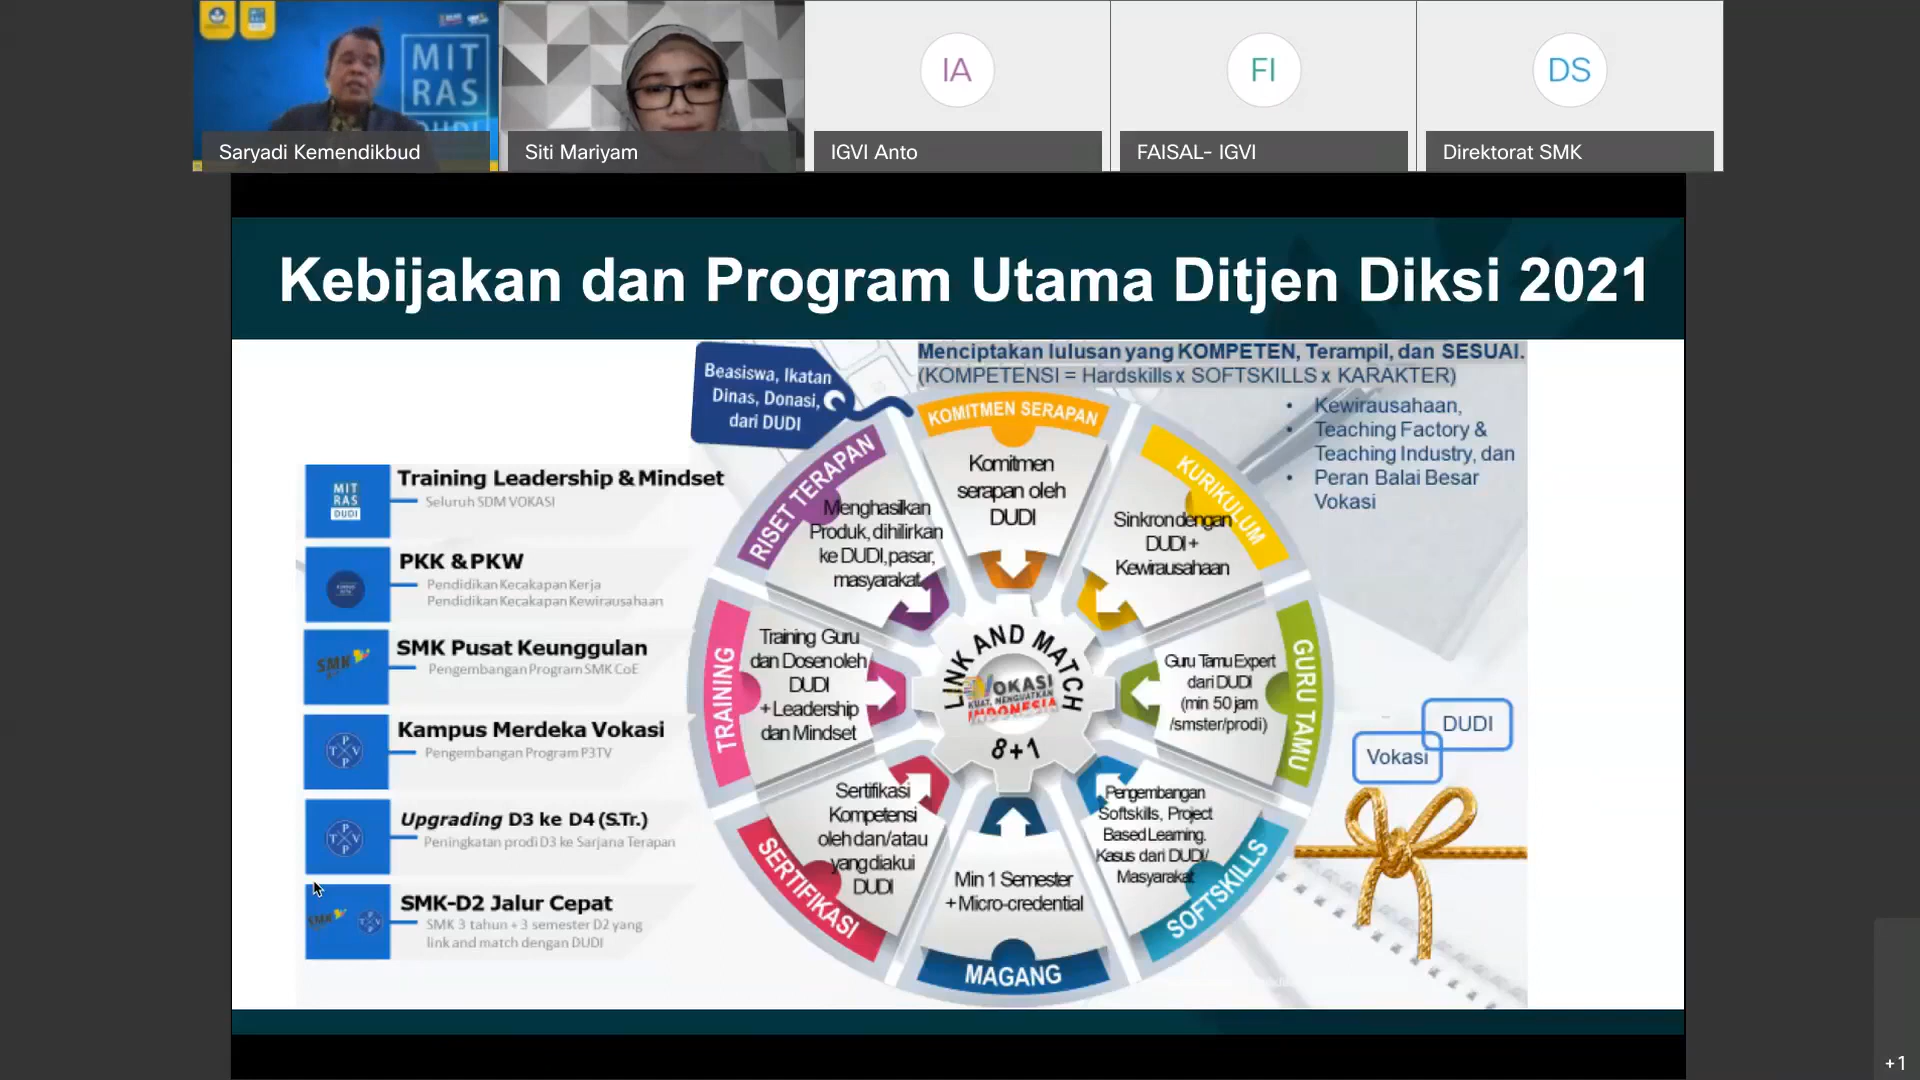 MIT
RAS
DUDI
Saryadi Kemendikbud
Siti Mariyam
IA
IGVI Anto
FI
FAISAL- IGVI
DS
Direktorat SMK
Kebijakan dan Program Utama Ditjen Diksi 2021
Beasiswa, Ikatan
Dinas, Donasi,
dari DUDI
Menciptakan lulusan yang KOMPETEN, Terampil, dan SESUAI.
(KOMPETENSI = Hardskills x SOFTSKILLS x KARAKTER)
• Kewirausahaan,
• Teaching Factory &
Teaching Industry, dan
• Peran Balai Besar
Vokasi
MIT
RAS
DUDI
Training Leadership & Mindset
Seluruh SDM VOKASI
PKK & PKW
Pendidikan Kecakapan Kerja
Pendidikan Kecakapan Kewirausahaan
SMK
SMK Pusat Keunggulan
Pengembangan Program SMK CoE
P
T V
P
Kampus Merdeka Vokasi
Pengembangan Program P3TV
P
T V
P
Upgrading D3 ke D4 (S.Tr.)
Peningkatan prodi D3 ke Sarjana Terapan
SMK
SMK-D2 Jalur Cepat
SMK 3 tahun + 3 semester D2 yang
link and match dengan DUDI
KOMITMEN SERAPAN
Komitmen
serapan oleh
DUDI
KURIKULUM
Sinkron dengan
DUDI +
Kewirausahaan
GURU TAMU
Guru Tamu Expert
dari DUDI
(min 50 jam
/smster/prodi)
SOFTSKILLS
Pengembangan
Softskills, Project
Based Learning.
Kasus dari DUDI/
Masyarakat
MAGANG
Min 1 Semester
+ Micro-credential
SERTIFIKASI
Sertifikasi
Kompetensi
oleh dan/atau
yang diakui
DUDI
TRAINING
Training Guru
dan Dosen oleh
DUDI
+ Leadership
dan Mindset
RISET TERAPAN
Menghasilkan
Produk, dihilirkan
ke DUDI, pasar,
masyarakat
LINK AND MATCH
VOKASI
KUAT, MENGUATKAN
INDONESIA
8+1
DUDI
Vokasi
+1